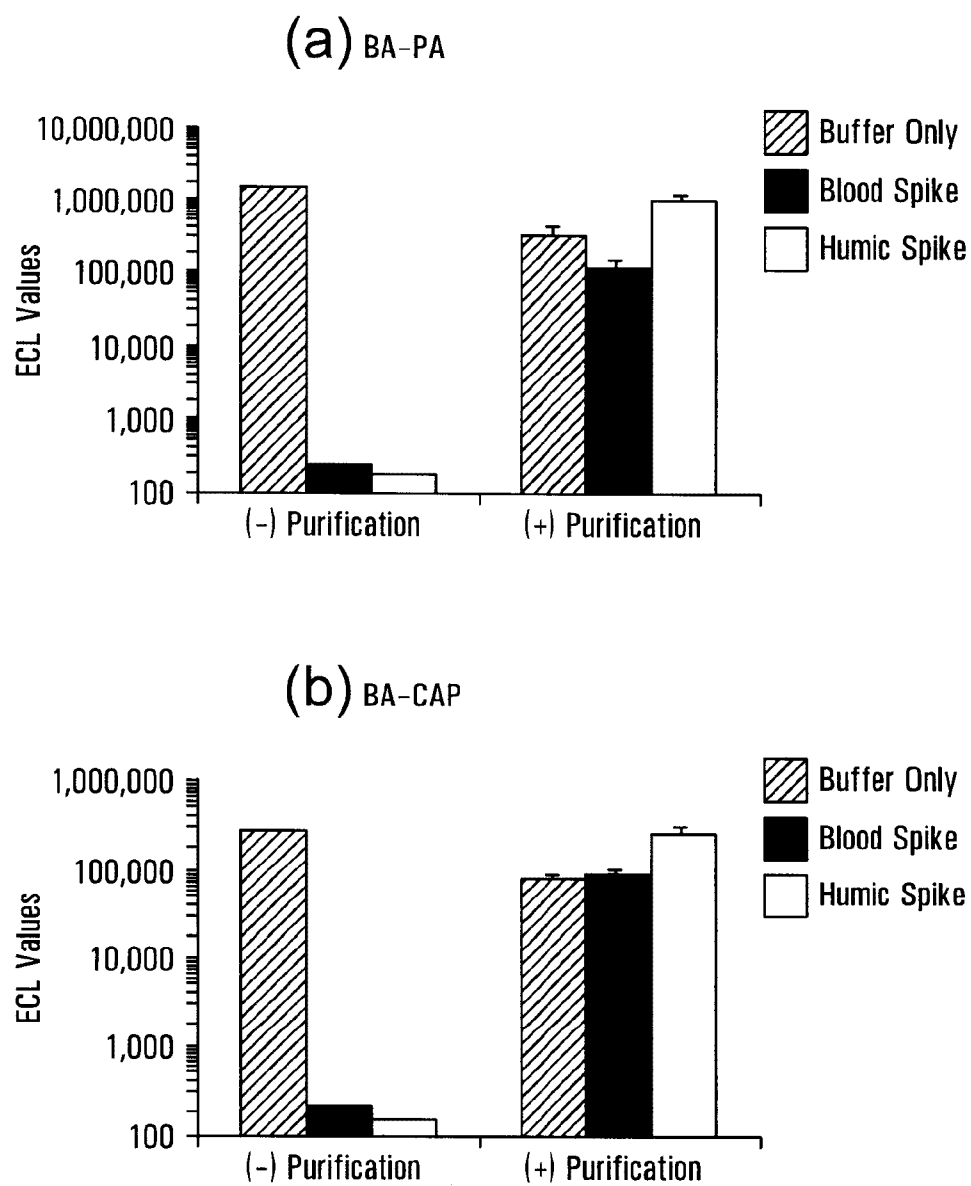 (a) BA-PA
10,000,000
1,000,000
100,000
10,000
1,000
100
ECL Values
(-) Purification
(+) Purification
Buffer Only
Blood Spike
Humic Spike
(b) BA-CAP
1,000,000
100,000
10,000
1,000
100
ECL Values
(-) Purification
(+) Purification
Buffer Only
Blood Spike
Humic Spike